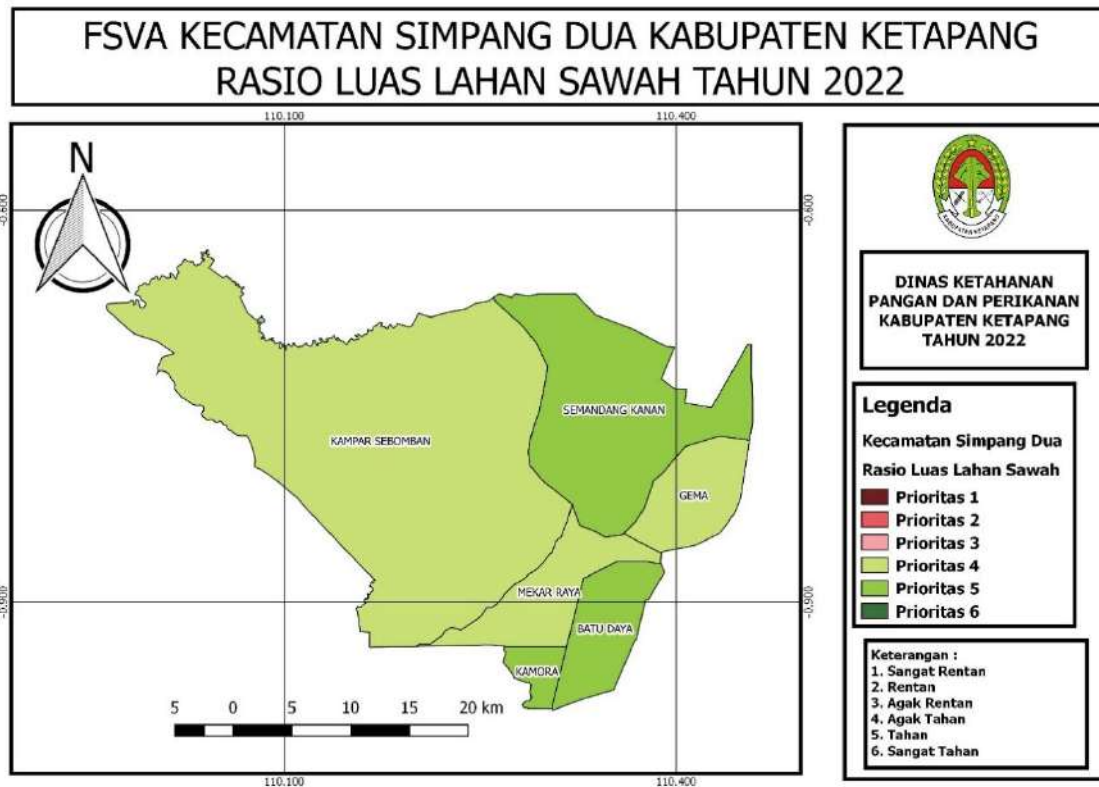 FSVA KECAMATAN SIMPANG DUA KABUPATEN KETAPANG
RASIO LUAS LAHAN SAWAH TAHUN 2022
110.100
110.400
N
-0.600
-0.600
KAMPAR SEBOMBAN
SEMANDANG KANAN
GEMA
MEKAR RAYA
BATU DAYA
KAMORA
-0.900
-0.900
5 0 5 10 15 20 km
110.100
110.400
KABUPATEN KETAPANG
DINAS KETAHANAN
PANGAN DAN PERIKANAN
KABUPATEN KETAPANG
TAHUN 2022
Legenda
Kecamatan Simpang Dua
Rasio Luas Lahan Sawah
Prioritas 1
Prioritas 2
Prioritas 3
Prioritas 4
Prioritas 5
Prioritas 6
Keterangan :
1. Sangat Rentan
2. Rentan
3. Agak Rentan
4. Agak Tahan
5. Tahan
6. Sangat Tahan